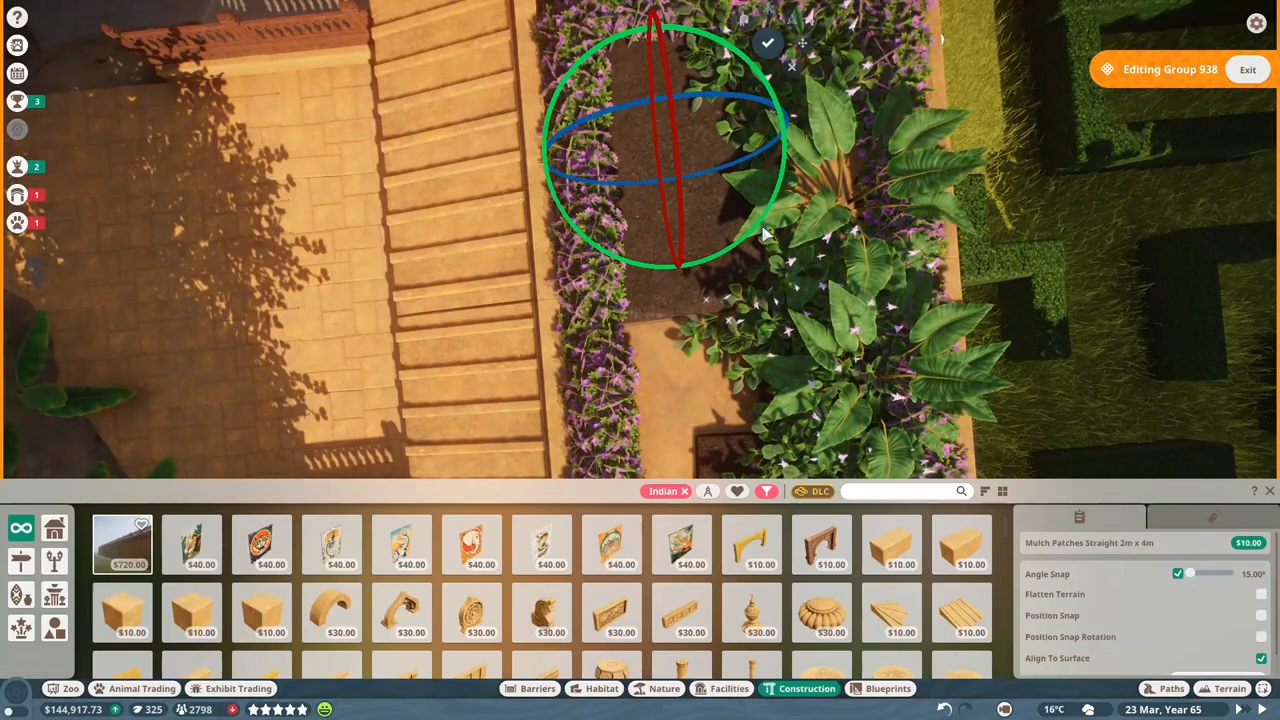 ?
Editing Group 938
Exit
3
2
1
1
Indian ×
DLC
? ×
$720.00 $40.00 $40.00 $40.00 $40.00 $40.00 $40.00 $40.00 $40.00 $10.00 $10.00 $10.00 $10.00
$10.00 $10.00 $10.00 $30.00 $30.00 $30.00 $30.00 $30.00 $30.00 $30.00 $30.00 $10.00 $10.00
Mulch Patches Straight 2m x 4m $10.00
Angle Snap 15.00°
Flatten Terrain
Position Snap
Position Snap Rotation
Align To Surface
Zoo Animal Trading Exhibit Trading Barriers Habitat Nature Facilities Construction Blueprints Paths Terrain
$144,917.73 325 2798 16°C 23 Mar, Year 65